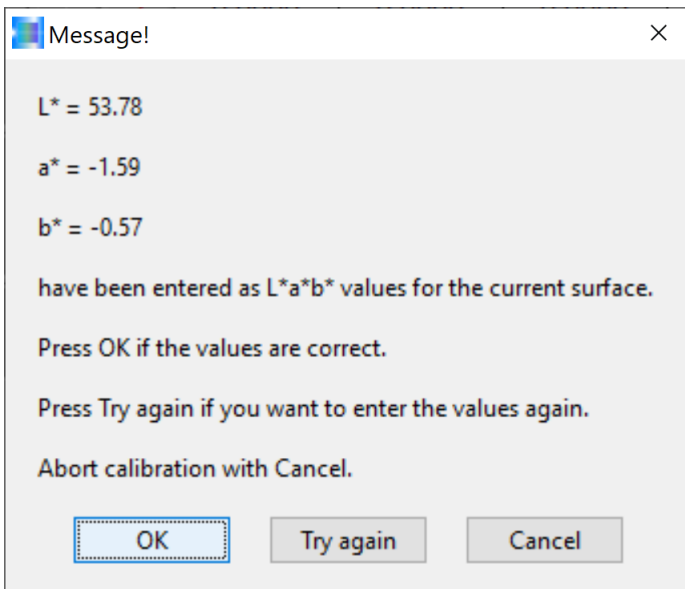 Message!
L* = 53.78
a* = -1.59
b* = -0.57
have been entered as L*a*b* values for the current surface.
Press OK if the values are correct.
Press Try again if you want to enter the values again.
Abort calibration with Cancel.
OK Try again Cancel